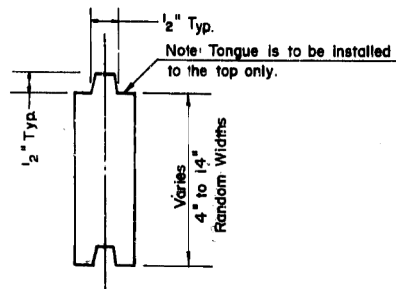 1/2" Typ.
Note: Tongue is to be installed
to the top only.
1/2" Typ.
Varies
4" to 14"
Random Widths